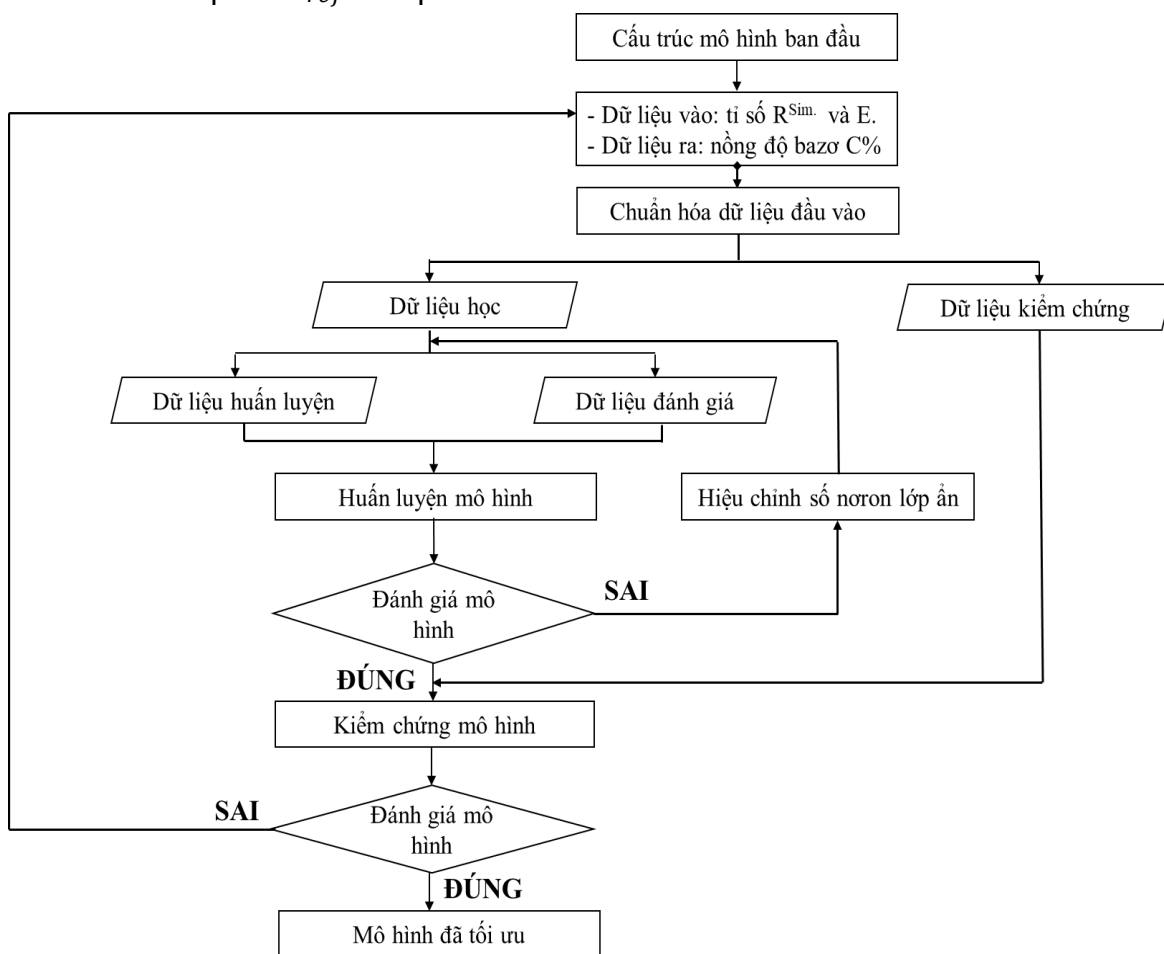 Cấu trúc mô hình ban đầu
- Dữ liệu vào: tỉ số R^Sim. và E.
- Dữ liệu ra: nồng độ bazơ C%
Chuẩn hóa dữ liệu đầu vào
Dữ liệu học
Dữ liệu kiểm chứng
Dữ liệu huấn luyện
Dữ liệu đánh giá
Huấn luyện mô hình
Hiệu chỉnh số nơron lớp ẩn
SAI
Đánh giá mô
hình
ĐÚNG
Kiểm chứng mô hình
SAI
Đánh giá mô
hình
ĐÚNG
Mô hình đã tối ưu